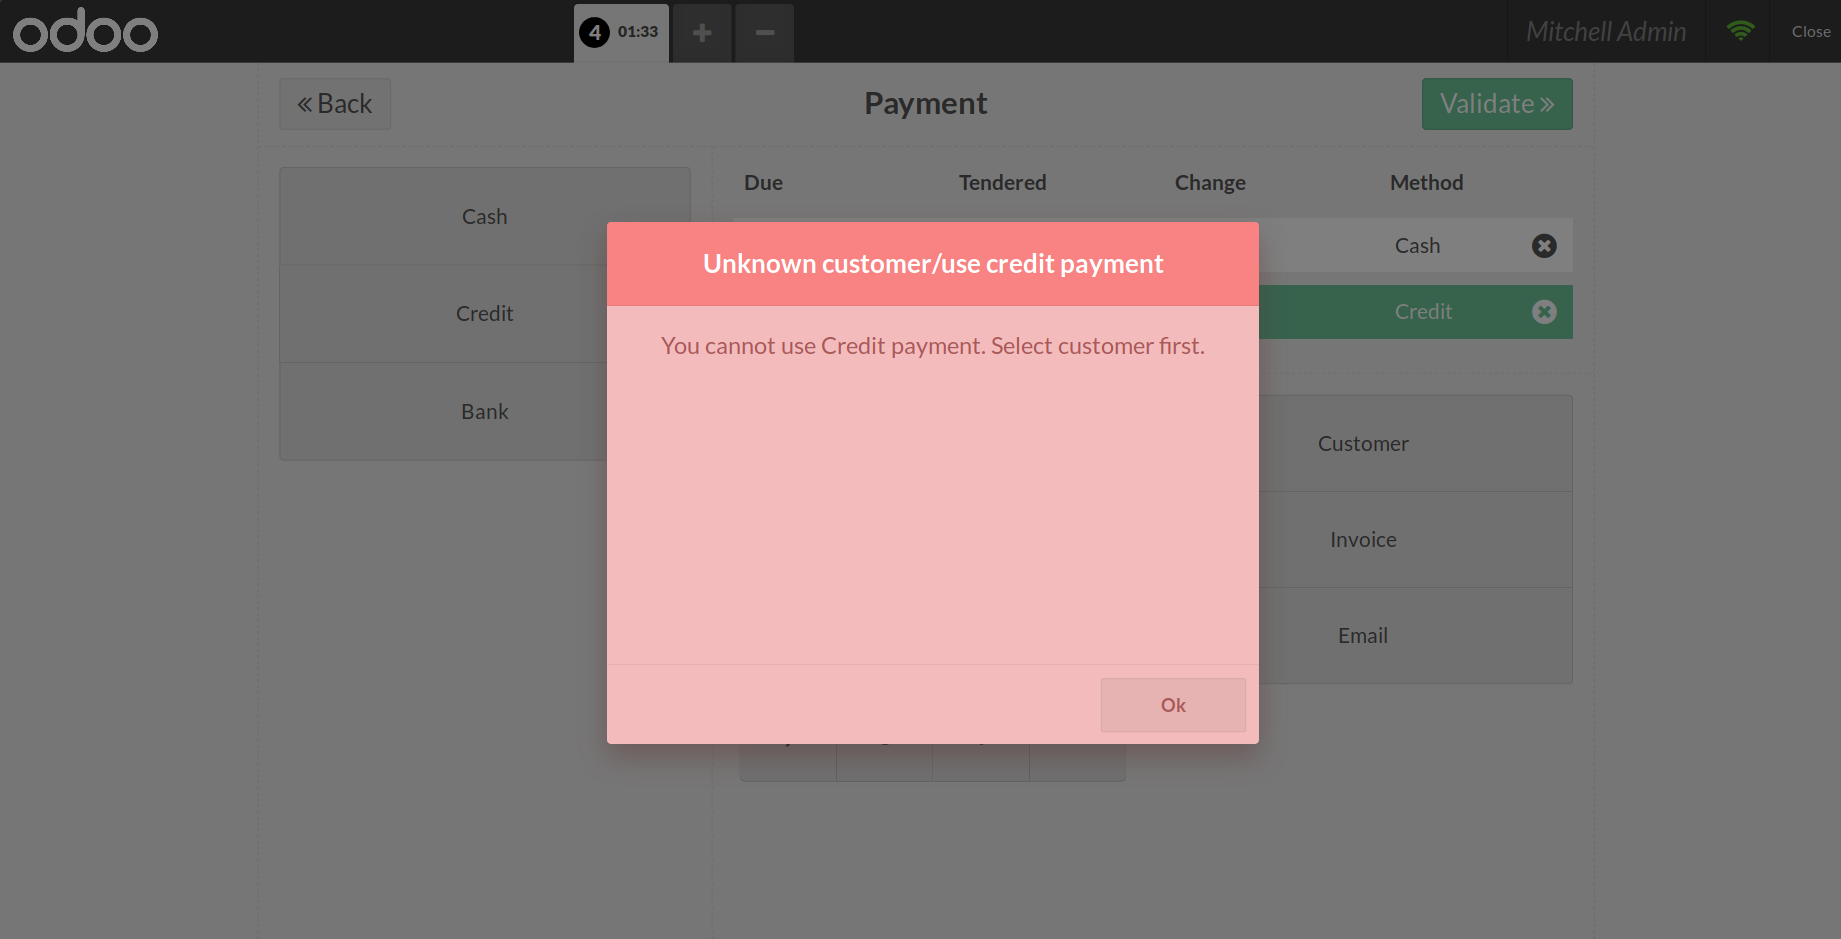 odoo
4 01:33
Mitchell Admin
Close
Back
Payment
Validate
Cash
Credit
Bank
Due Tendered Change Method
Cash
Credit
Unknown customer/use credit payment
You cannot use Credit payment. Select customer first.
Ok
Customer
Invoice
Email